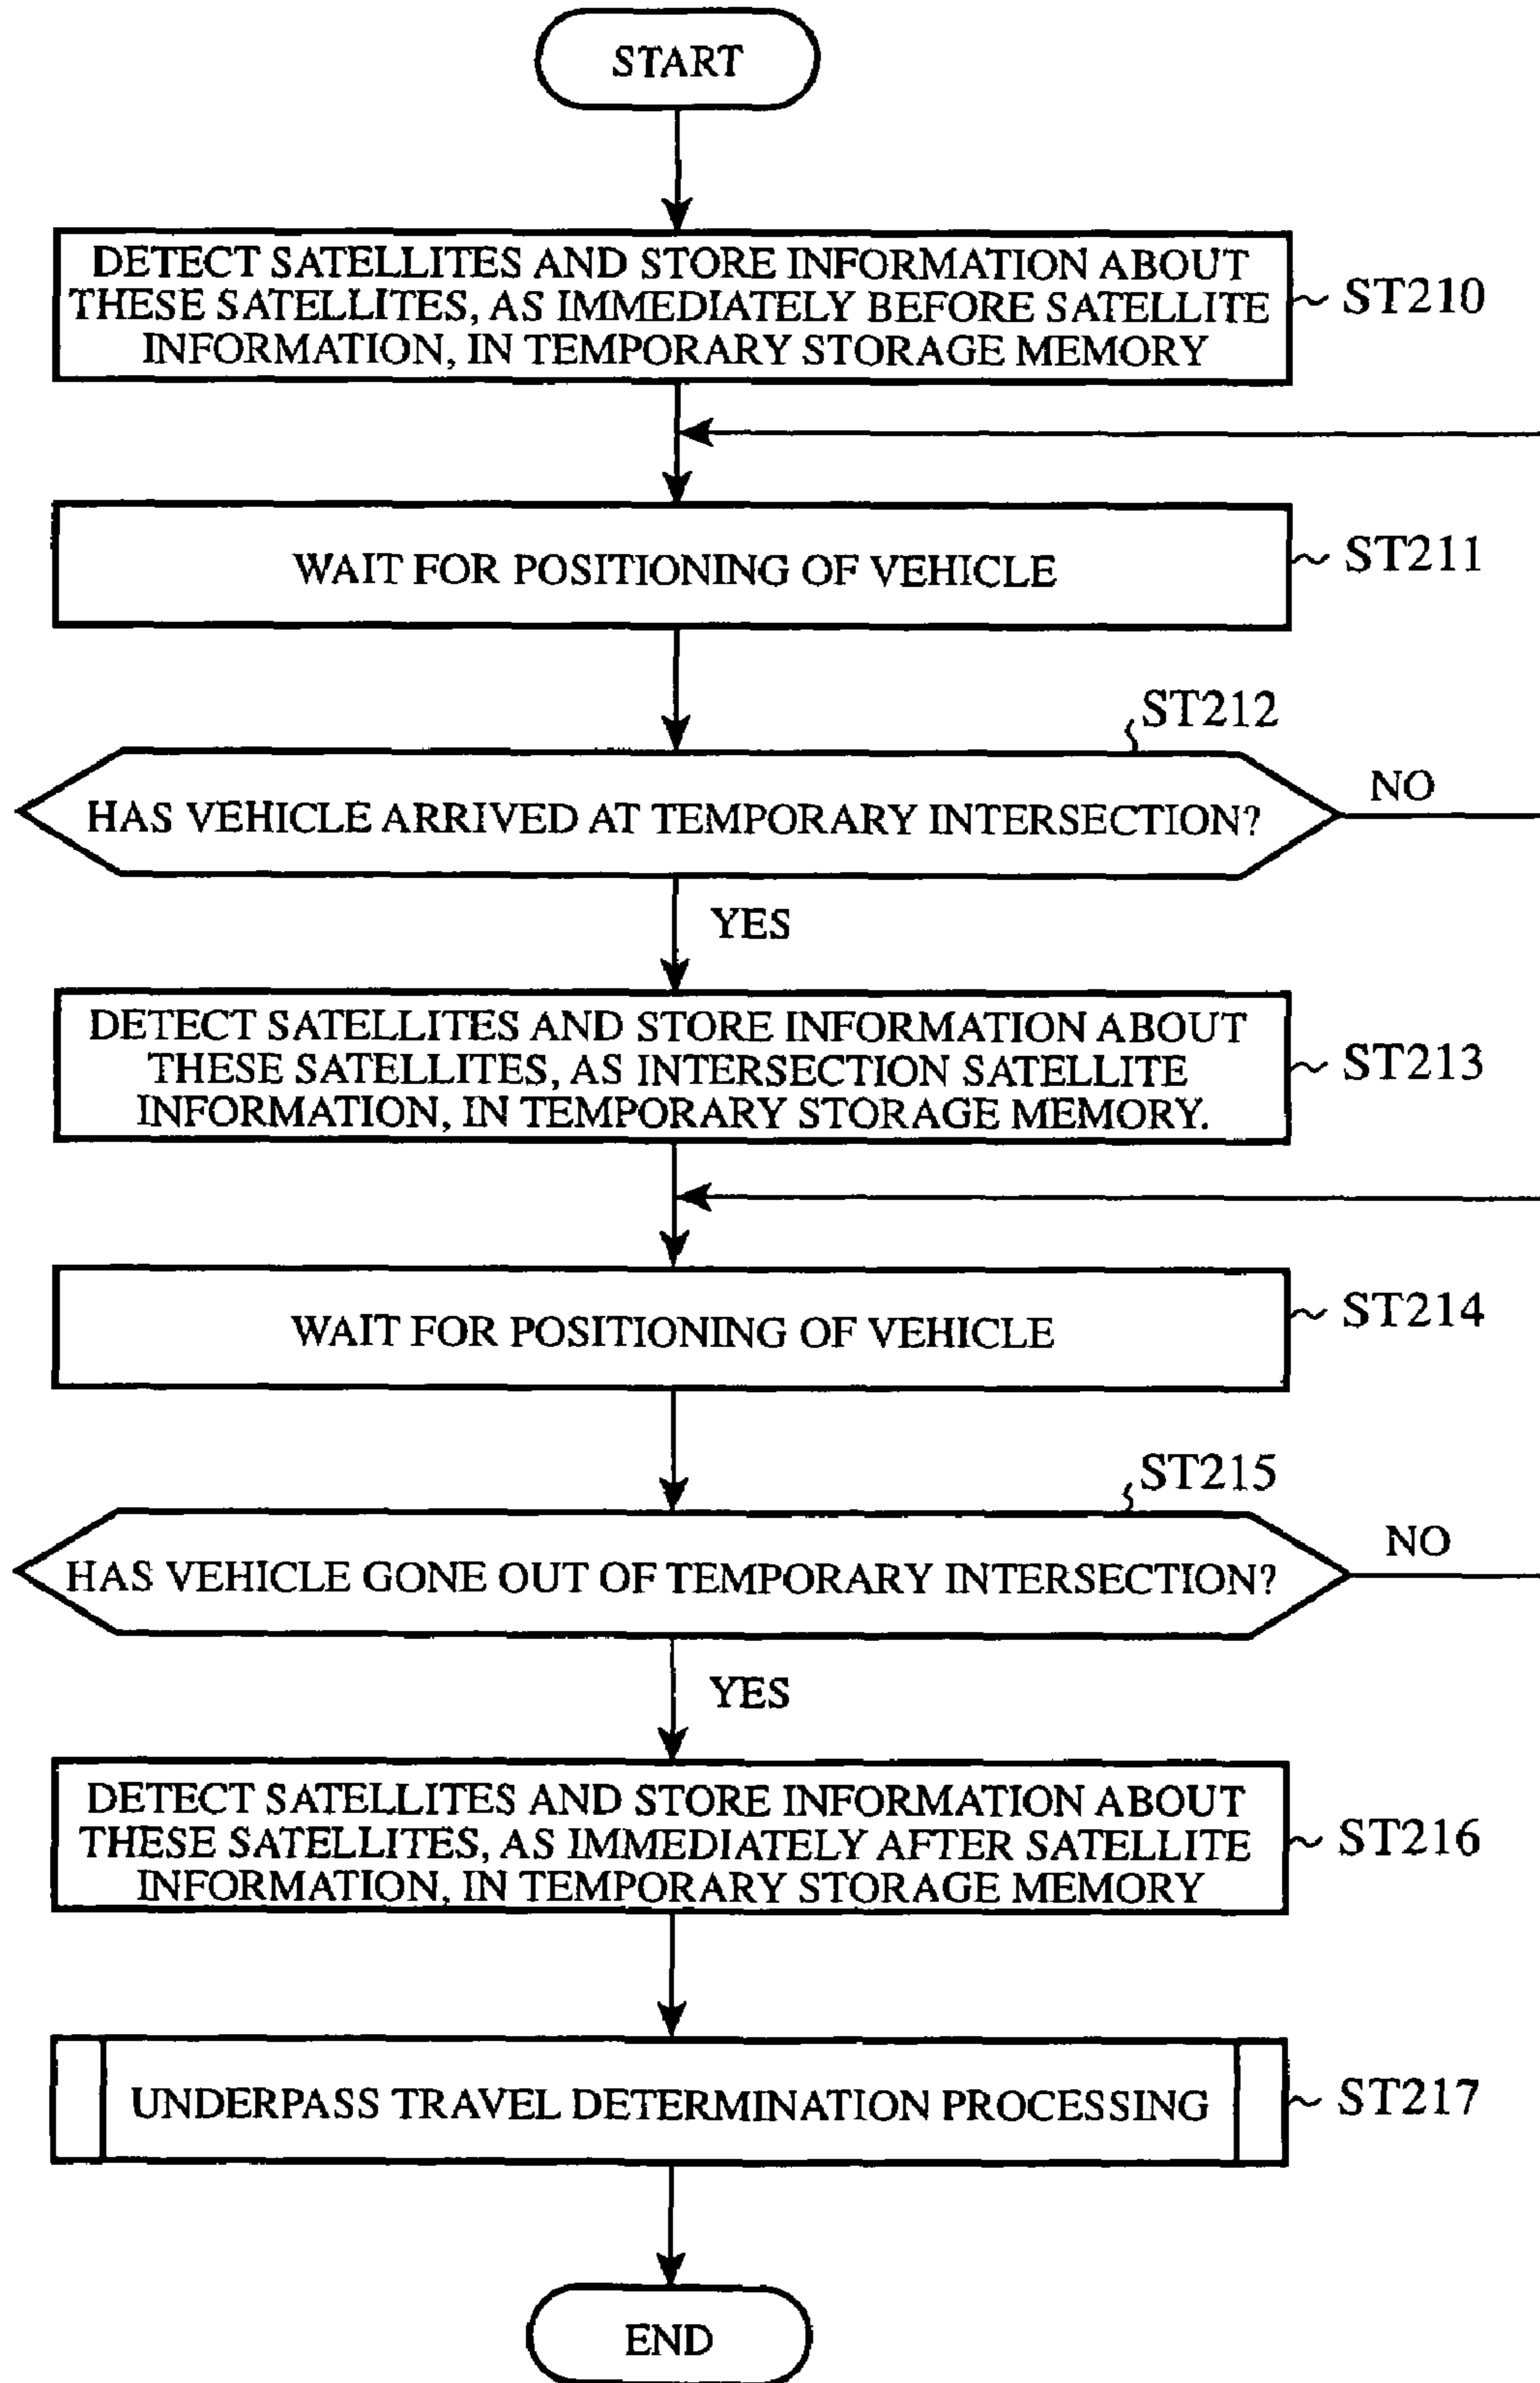 START
DETECT SATELLITES AND STORE INFORMATION ABOUT
THESE SATELLITES, AS IMMEDIATELY BEFORE SATELLITE
INFORMATION, IN TEMPORARY STORAGE MEMORY
ST210
WAIT FOR POSITIONING OF VEHICLE
ST211
ST212
HAS VEHICLE ARRIVED AT TEMPORARY INTERSECTION?
NO
YES
DETECT SATELLITES AND STORE INFORMATION ABOUT
THESE SATELLITES, AS INTERSECTION SATELLITE
INFORMATION, IN TEMPORARY STORAGE MEMORY.
ST213
WAIT FOR POSITIONING OF VEHICLE
ST214
ST215
HAS VEHICLE GONE OUT OF TEMPORARY INTERSECTION?
NO
YES
DETECT SATELLITES AND STORE INFORMATION ABOUT
THESE SATELLITES, AS IMMEDIATELY AFTER SATELLITE
INFORMATION, IN TEMPORARY STORAGE MEMORY
ST216
UNDERPASS TRAVEL DETERMINATION PROCESSING
ST217
END